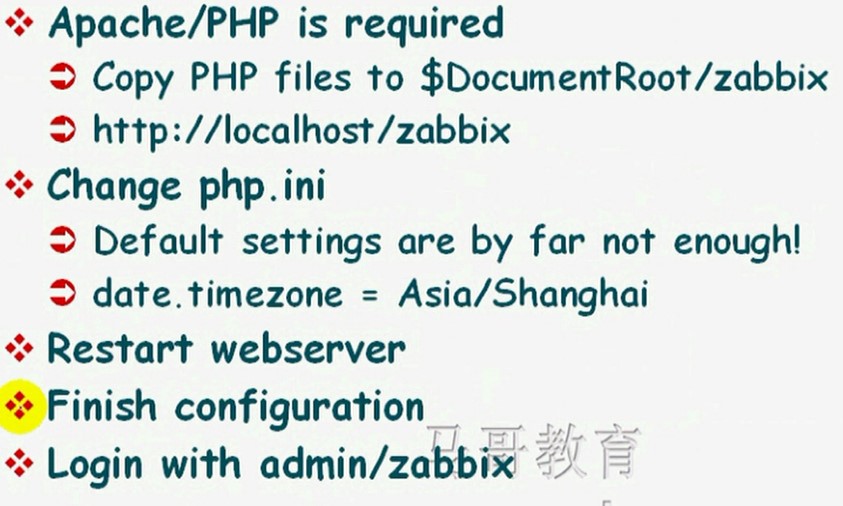 Apache/PHP is required
Copy PHP files to $DocumentRoot/zabbix
http://localhost/zabbix
Change php.ini
Default settings are by far not enough!
date.timezone = Asia/Shanghai
Restart webserver
Finish configuration
马哥教育
Login with admin/zabbix